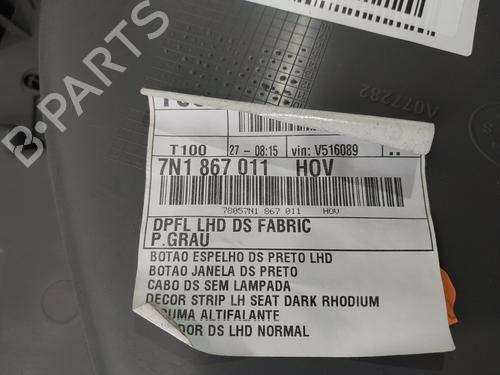 B-PARTS
A077282
T100 27 - 08:15 vin: V516089
7N1 867 011 HOV
78057N1 867 011 HOV
DPFL LHD DS FABRIC
P.GRAU
BOTAO ESPELHO DS PRETO LHD
BOTAO JANELA DS PRETO
CABO DS SEM LAMPADA
DECOR STRIP LH SEAT DARK RHODIUM
ALTIFALANTE
DS LHD NORMAL